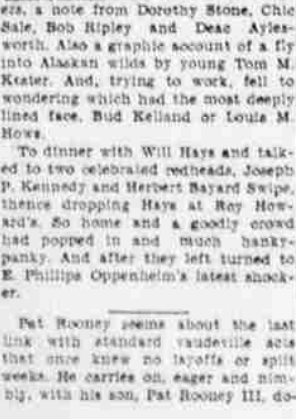 ers, a note from Dorothy Stone, Chic
Sale, Bob Ripley and Deac Ayles-
worth. Also a graphic account of a fly
into Alaskan wilds by young Tom M.
Kester. And, trying to work, fell to
wondering which had the most deeply
lined face, Bud Kelland or Louis M.
Howe.
To dinner with Will Hays and talk-
ed to two celebrated redheads, Joseph
P. Kennedy and Herbert Bayard Swipe,
thence dropping Hays at Roy How-
ard's. So home and a goodly crowd
had popped in and much hanky-
panky. And after they left turned to
E. Phillips Oppenheim's latest shock-
er.
Pat Rooney seems about the last
link with standard vaudeville acts
that once knew no layoffs or split
weeks. He carries on, eager and nim-
bly, with his son, Pat Rooney III, do-